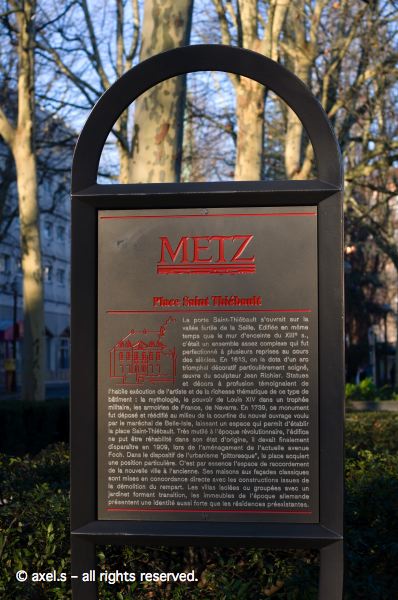 METZ
Place Saint Thiébault
La porte Saint-Thiébault s'ouvrait sur la
vallée fertile de la Seille. Edifiée en même
temps que le mur d'enceinte du XIIIᵉ s.,
c'était un ensemble assez complexe qui fut
perfectionné à plusieurs reprises au cours
des siècles. En 1613, on la dota d'un arc
triomphal décoratif particulièrement soigné,
œuvre du sculpteur Jean Richier. Statues
et décors à profusion témoignaient de
l'habile exécution de l'artiste et de la richesse thématique de ce type de
bâtiment : la mythologie, le pouvoir de Louis XIV dans un trophée
militaire, les armoiries de France, de Navarre. En 1739, ce monument
fut déposé et réédifié au milieu de la courtine du nouvel ouvrage voulu
par le maréchal de Belle-Isle, laissant un espace qui permit d'établir
la place Saint-Thiébault. Très mutilé à l'époque révolutionnaire, l'édifice
ne put être réhabilité dans son état d'origine, il devait finalement
disparaître en 1903, lors de l'aménagement de l'actuelle avenue
Foch. Dans le dispositif de l'urbanisme "pittoresque", la place acquiert
une position particulière. C'est par essence l'espace de raccordement
de la nouvelle ville à l'ancienne. Ses maisons aux façades classiques
sont mises en concordance directe avec les constructions issues de
la démolition du rempart. Les villas isolées ou groupées avec un
jardinet formant transition, les immeubles de l'époque allemande
présentent une identité aussi forte que les résidences préexistantes.
© axel.s – all rights reserved.